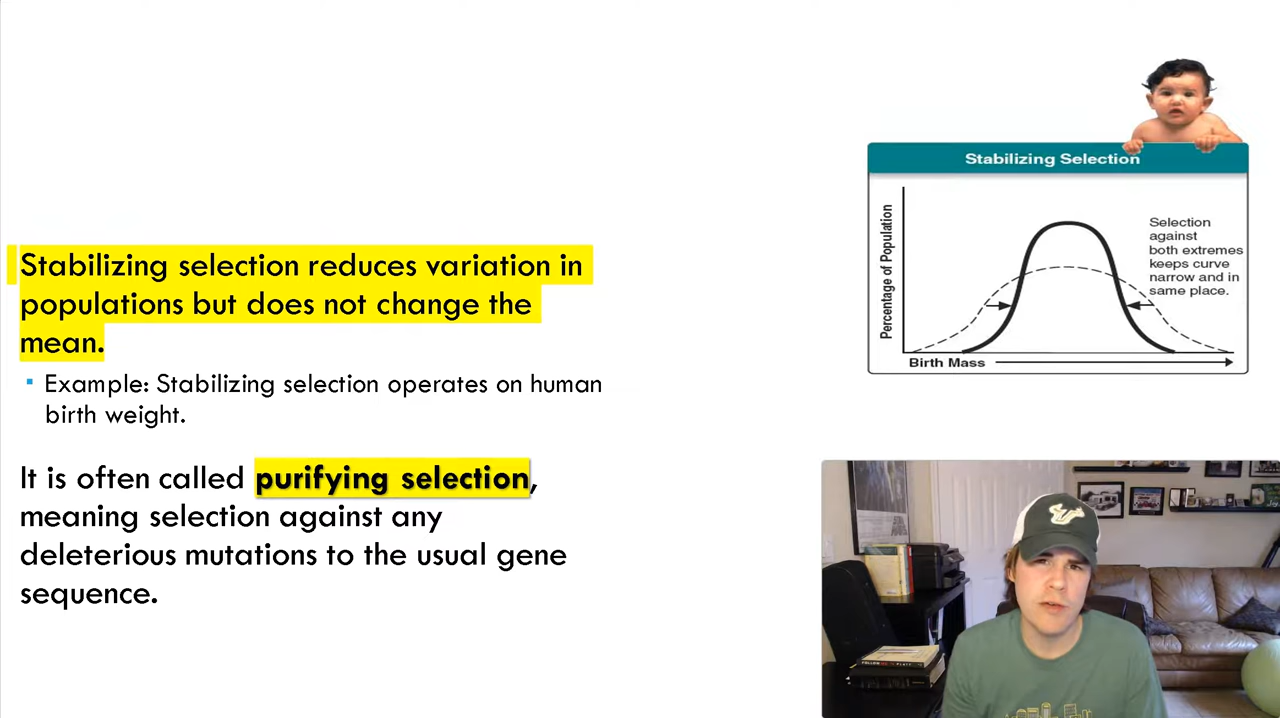 Stabilizing selection reduces variation in
populations but does not change the
mean.
Example: Stabilizing selection operates on human
birth weight.
It is often called purifying selection,
meaning selection against any
deleterious mutations to the usual gene
sequence.
Stabilizing Selection
Percentage of Population
Selection
against
both extremes
keeps curve
narrow and in
same place.
Birth Mass